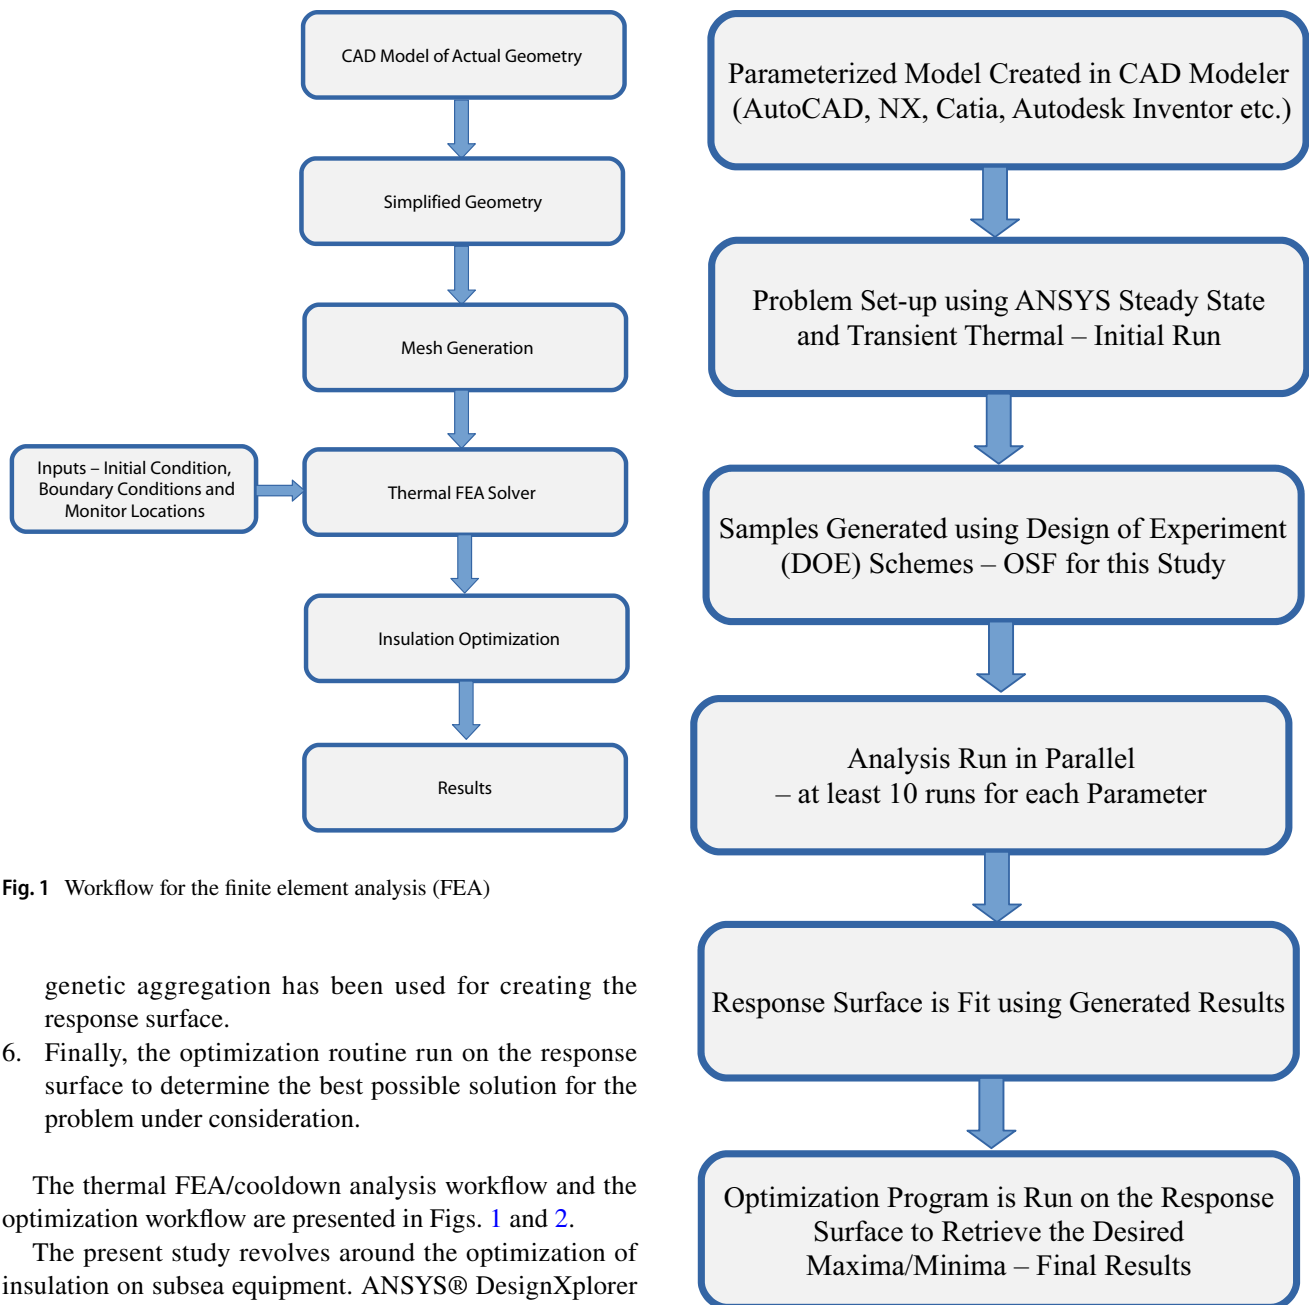 CAD Model of Actual Geometry
Simplified Geometry
Mesh Generation
Inputs – Initial Condition,
Boundary Conditions and
Monitor Locations
Thermal FEA Solver
Insulation Optimization
Results
Fig. 1 Workflow for the finite element analysis (FEA)
genetic aggregation has been used for creating the
response surface.
6. Finally, the optimization routine run on the response
surface to determine the best possible solution for the
problem under consideration.
The thermal FEA/cooldown analysis workflow and the
optimization workflow are presented in Figs. 1 and 2.
The present study revolves around the optimization of
insulation on subsea equipment. ANSYS® DesignXplorer
Parameterized Model Created in CAD Modeler
(AutoCAD, NX, Catia, Autodesk Inventor etc.)
Problem Set-up using ANSYS Steady State
and Transient Thermal – Initial Run
Samples Generated using Design of Experiment
(DOE) Schemes – OSF for this Study
Analysis Run in Parallel
– at least 10 runs for each Parameter
Response Surface is Fit using Generated Results
Optimization Program is Run on the Response
Surface to Retrieve the Desired
Maxima/Minima – Final Results